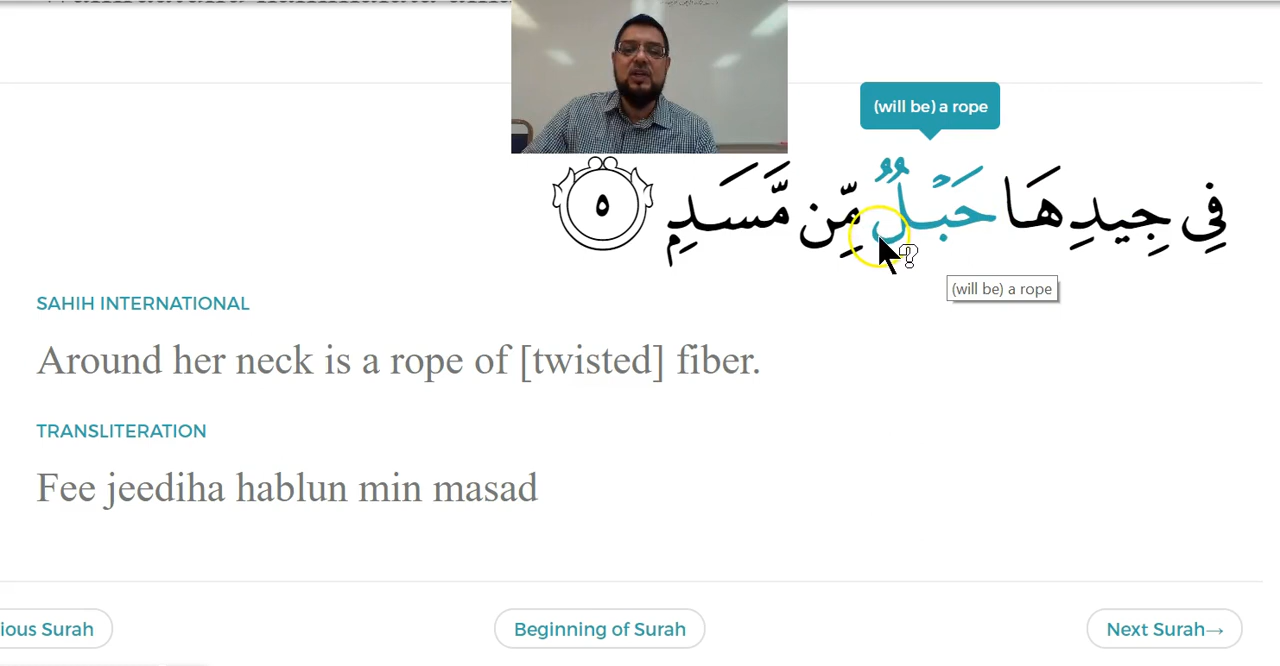 (will be) a rope
فِى جِيدِهَا حَبْلٌ مِّن مَّسَدٍۭ ٥
(will be) a rope
SAHIH INTERNATIONAL
Around her neck is a rope of [twisted] fiber.
TRANSLITERATION
Fee jeediha hablun min masad
ious Surah
Beginning of Surah
Next Surah→